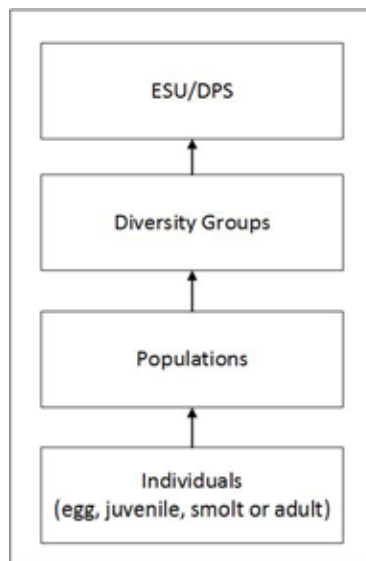 ESU/DPS
Diversity Groups
Populations
Individuals
(egg, juvenile, smolt or adult)